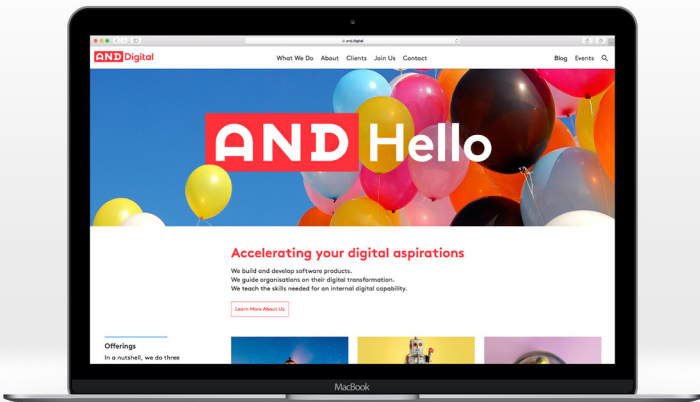 and.digital
AND Digital
What We Do About Clients Join Us Contact
Blog Events
AND Hello
Accelerating your digital aspirations
We build and develop software products.
We guide organisations on their digital transformation.
We teach the skills needed for an internal digital capability.
Learn More About Us
Offerings
In a nutshell, we do three
MacBook